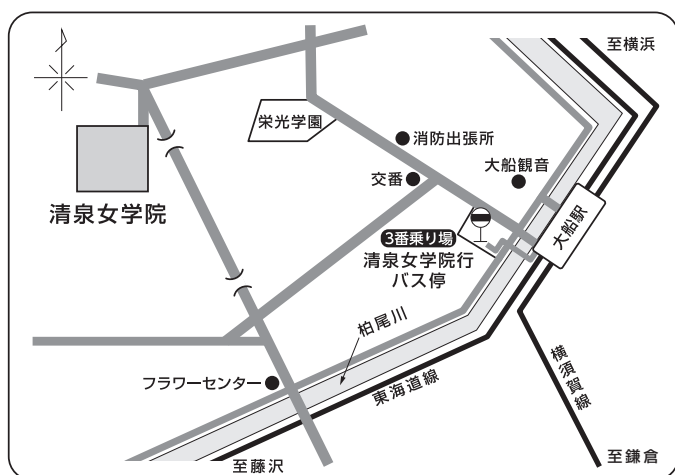 至横浜
栄光学園
消防出張所
大船観音
交番
清泉女学院
大船駅
3番乗り場
清泉女学院行
バス停
柏尾川
フラワーセンター
東海道線
横須賀線
至藤沢
至鎌倉